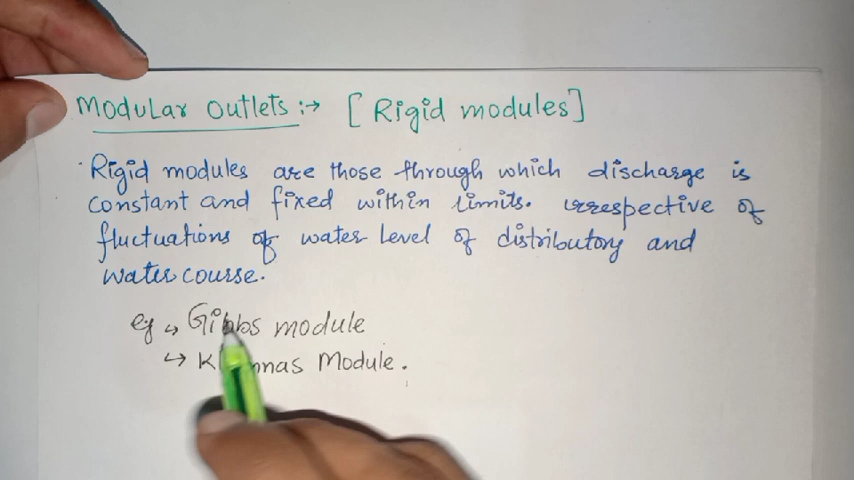 Modular Outlets :→ [Rigid modules]
Rigid modules are those through which discharge is
constant and fixed within limits. irrespective of
fluctuations of water level of distributory and
water course.
eg ↳ Gibbs module
↳ Module.